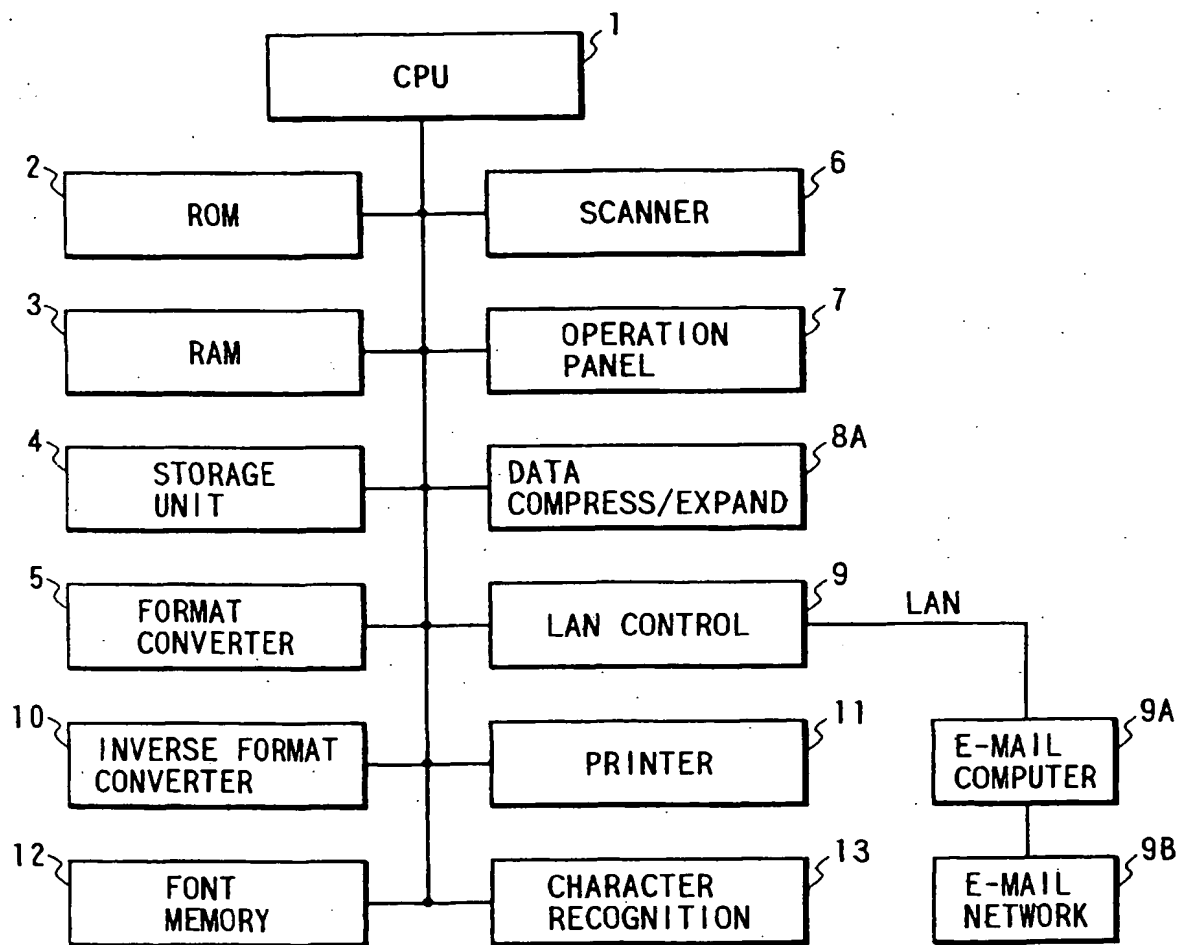 1
CPU
2
ROM
6
SCANNER
3
RAM
7
OPERATION
PANEL
4
STORAGE
UNIT
8A
DATA
COMPRESS/EXPAND
5
FORMAT
CONVERTER
9
LAN CONTROL
LAN
10
INVERSE FORMAT
CONVERTER
11
PRINTER
9A
E-MAIL
COMPUTER
12
FONT
MEMORY
13
CHARACTER
RECOGNITION
9B
E-MAIL
NETWORK